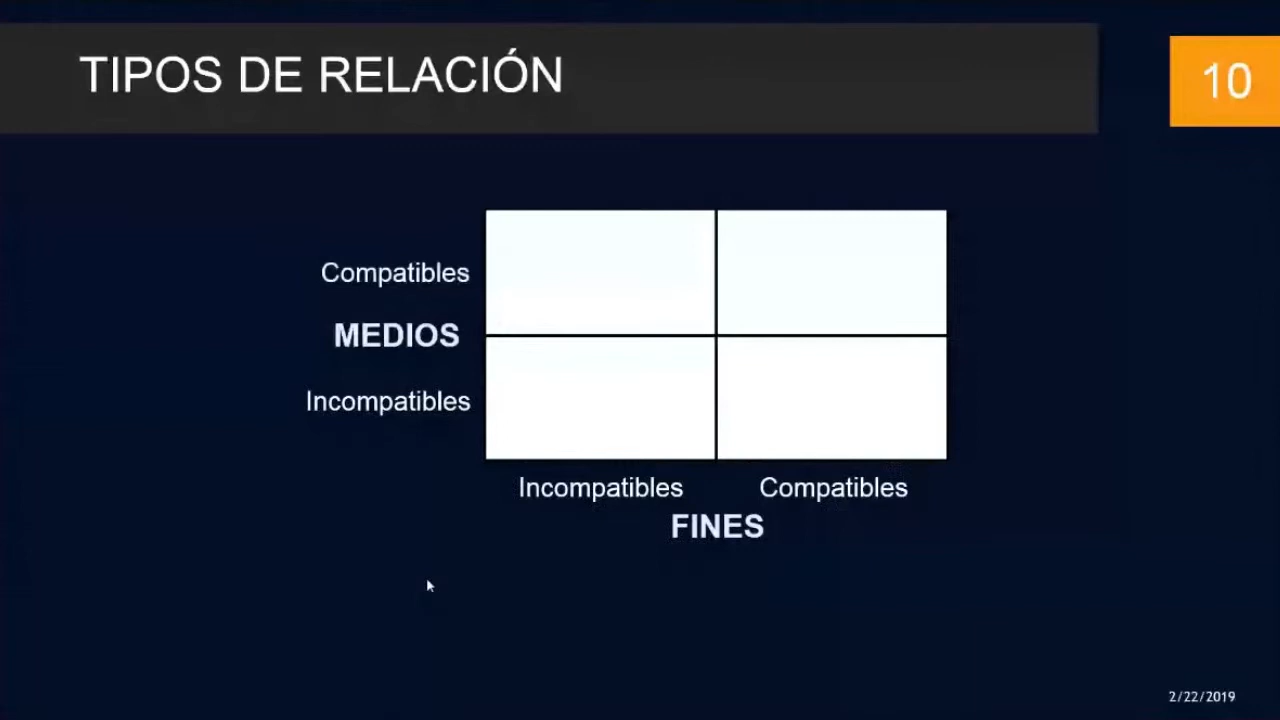 TIPOS DE RELACIÓN
10
Compatibles
MEDIOS
Incompatibles
Incompatibles Compatibles
FINES
2/22/2019